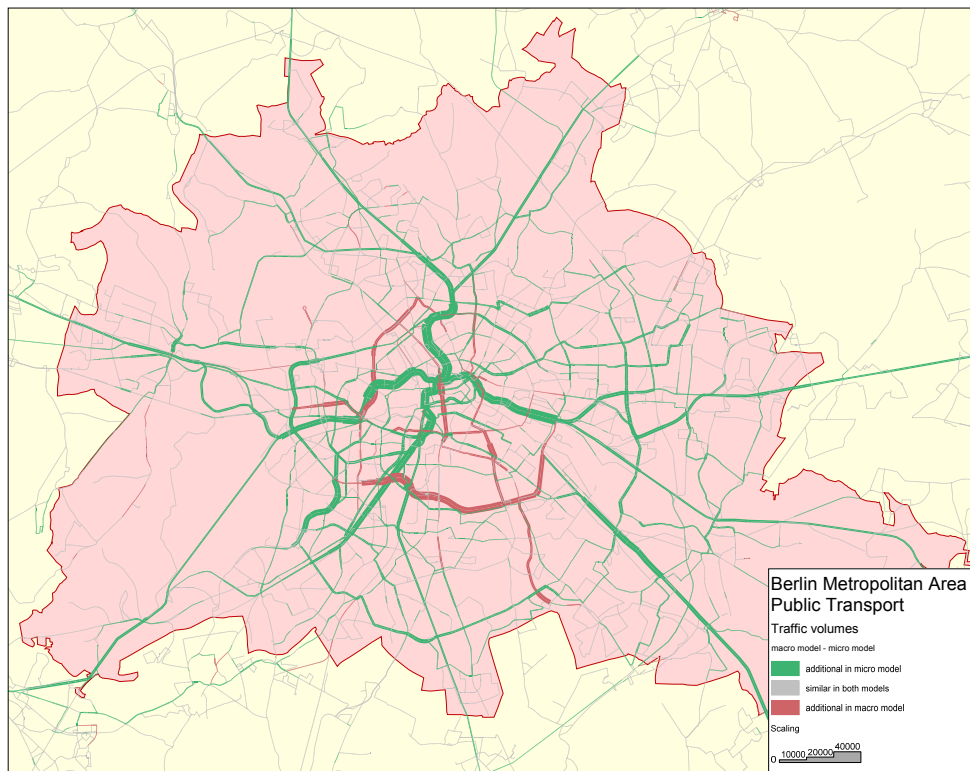 Berlin Metropolitan Area
Public Transport
Traffic volumes
macro model - micro model
additional in micro model
similar in both models
additional in macro model
Scaling
0 10000 20000 40000